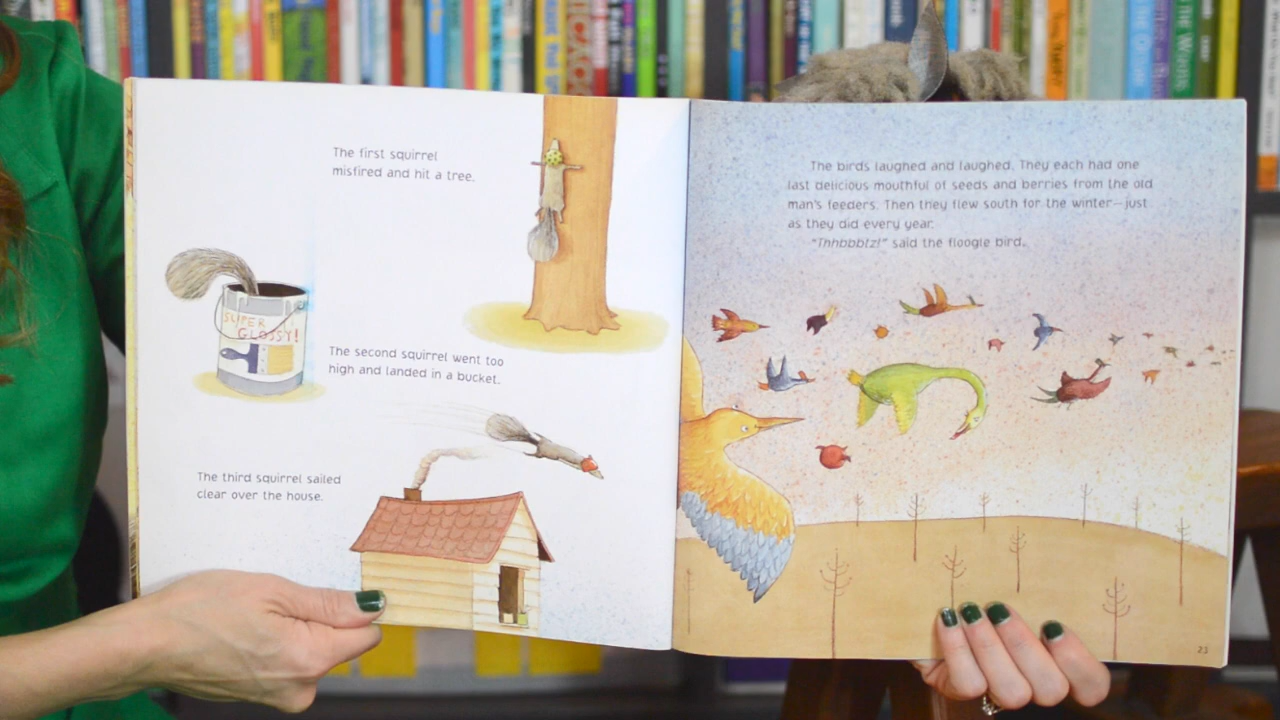 The first squirrel
misfired and hit a tree.
SUPER
GLOSSY!
The second squirrel went too
high and landed in a bucket.
The third squirrel sailed
clear over the house.
The birds laughed and laughed. They each had one
last delicious mouthful of seeds and berries from the old
man's feeders. Then they flew south for the winter—just
as they did every year.
"Thhbbbtz!" said the floogle bird.
23